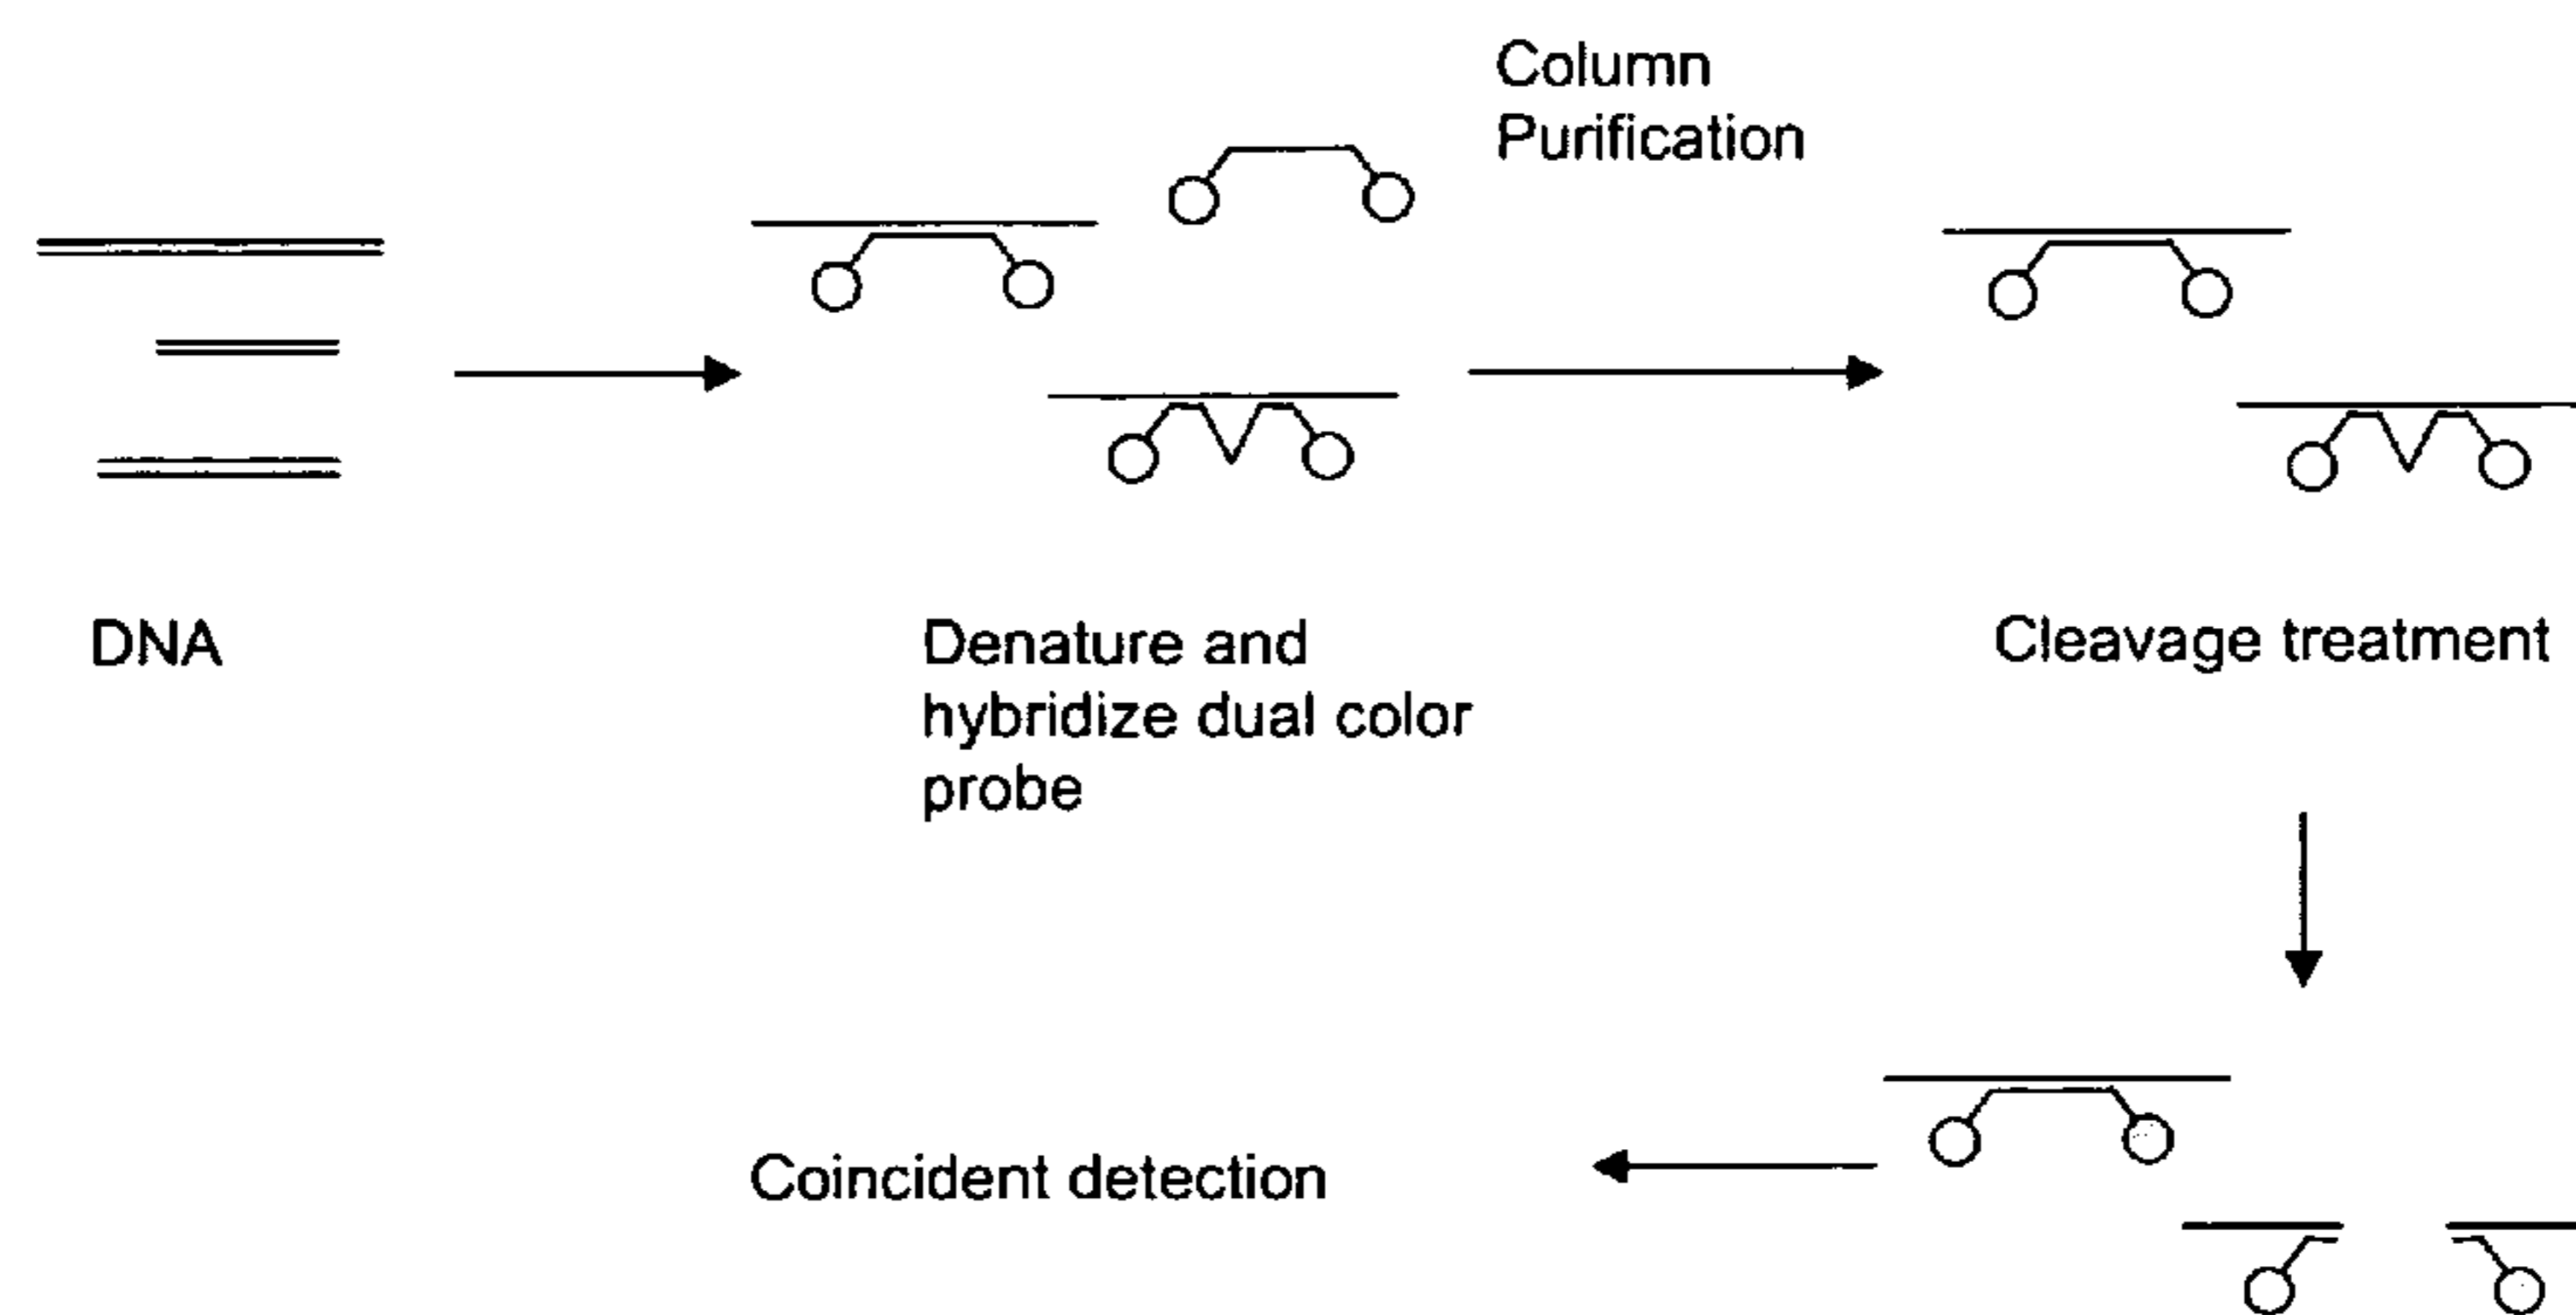 Column
Purification
DNA
Denature and
hybridize dual color
probe
Cleavage treatment
Coincident detection